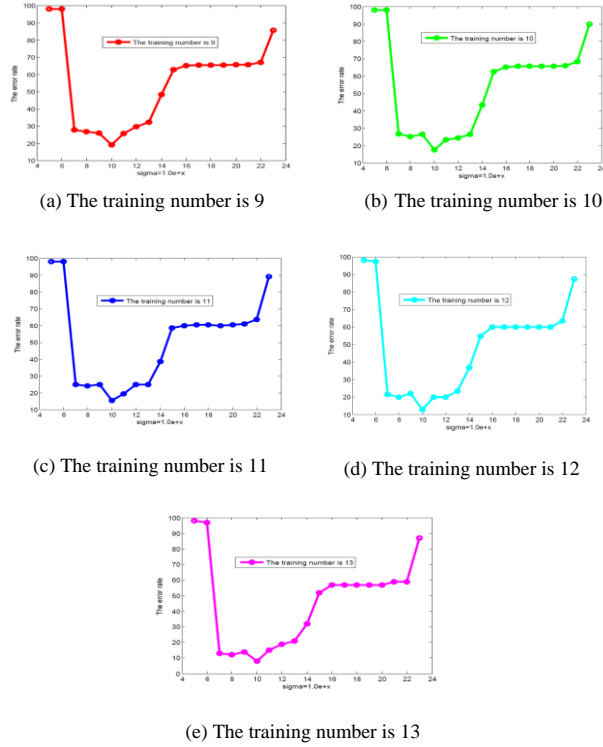 100
90
80
70
60
50
40
30
20
10
4 6 8 10 12 14 16 18 20 22 24
The error rate
sigma=1.0e+x
The training number is 9
(a) The training number is 9
100
90
80
70
60
50
40
30
20
10
4 6 8 10 12 14 16 18 20 22 24
The error rate
sigma=1.0e+x
The training number is 10
(b) The training number is 10
100
90
80
70
60
50
40
30
20
10
4 6 8 10 12 14 16 18 20 22 24
The error rate
sigma=1.0e+x
The training number is 11
(c) The training number is 11
100
90
80
70
60
50
40
30
20
10
4 6 8 10 12 14 16 18 20 22 24
The error rate
sigma=1.0e+x
The training number is 12
(d) The training number is 12
100
90
80
70
60
50
40
30
20
10
0
4 6 8 10 12 14 16 18 20 22 24
The error rate
sigma=1.0e+x
The training number is 13
(e) The training number is 13